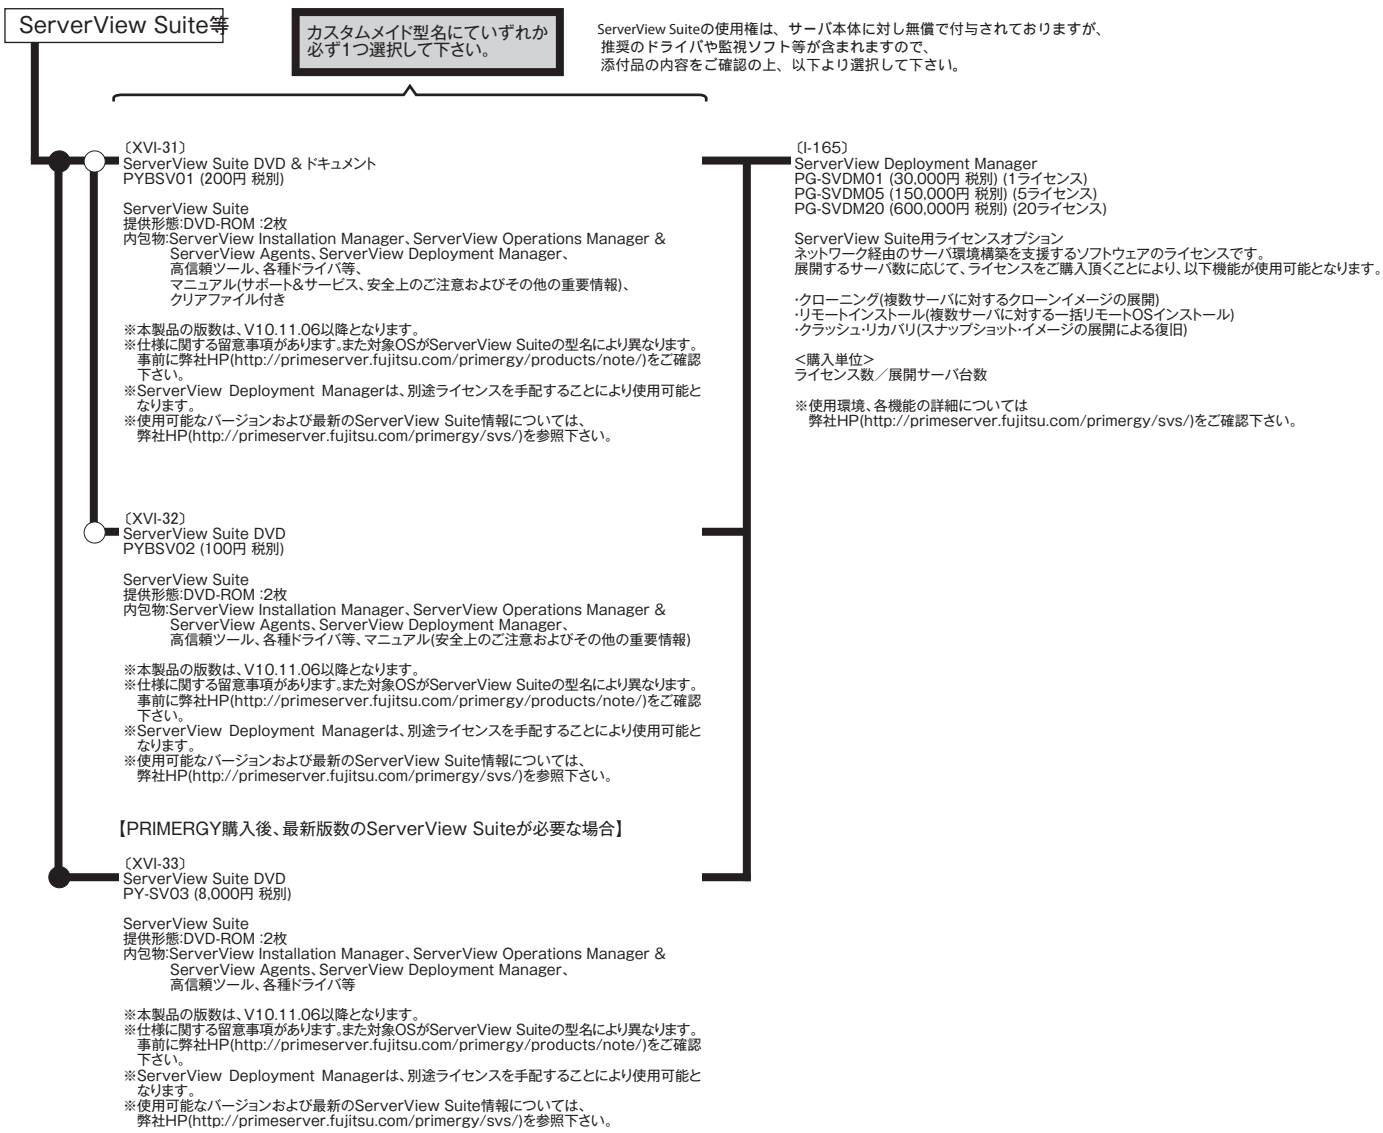 ServerView Suite等
カスタムメイド型名にていずれか
必ず1つ選択して下さい。
ServerView Suiteの使用権は、サーバ本体に対し無償で付与されておりますが、
推奨のドライバや監視ソフト等が含まれますので、
添付品の内容をご確認の上、以下より選択して下さい。
〔XVI-31〕
ServerView Suite DVD & ドキュメント
PYBSV01 (200円 税別)
ServerView Suite
提供形態:DVD-ROM :2枚
内包物:ServerView Installation Manager、ServerView Operations Manager &
ServerView Agents、ServerView Deployment Manager、
高信頼ツール、各種ドライバ等、
マニュアル(サポート&サービス、安全上のご注意およびその他の重要情報)、
クリアファイル付き
※本製品の版数は、V10.11.06以降となります。
※仕様に関する留意事項があります。また対象OSがServerView Suiteの型名により異なります。
事前に弊社HP(http://primeserver.fujitsu.com/primergy/products/note/)をご確認
下さい。
※ServerView Deployment Managerは、別途ライセンスを手配することにより使用可能と
なります。
※使用可能なバージョンおよび最新のServerView Suite情報については、
弊社HP(http://primeserver.fujitsu.com/primergy/svs/)を参照下さい。
〔XVI-32〕
ServerView Suite DVD
PYBSV02 (100円 税別)
ServerView Suite
提供形態:DVD-ROM :2枚
内包物:ServerView Installation Manager、ServerView Operations Manager &
ServerView Agents、ServerView Deployment Manager、
高信頼ツール、各種ドライバ等、マニュアル(安全上のご注意およびその他の重要情報)
※本製品の版数は、V10.11.06以降となります。
※仕様に関する留意事項があります。また対象OSがServerView Suiteの型名により異なります。
事前に弊社HP(http://primeserver.fujitsu.com/primergy/products/note/)をご確認
下さい。
※ServerView Deployment Managerは、別途ライセンスを手配することにより使用可能と
なります。
※使用可能なバージョンおよび最新のServerView Suite情報については、
弊社HP(http://primeserver.fujitsu.com/primergy/svs/)を参照下さい。
【PRIMERGY購入後、最新版数のServerView Suiteが必要な場合】
〔XVI-33〕
ServerView Suite DVD
PY-SV03 (8,000円 税別)
ServerView Suite
提供形態:DVD-ROM :2枚
内包物:ServerView Installation Manager、ServerView Operations Manager &
ServerView Agents、ServerView Deployment Manager、
高信頼ツール、各種ドライバ等
※本製品の版数は、V10.11.06以降となります。
※仕様に関する留意事項があります。また対象OSがServerView Suiteの型名により異なります。
事前に弊社HP(http://primeserver.fujitsu.com/primergy/products/note/)をご確認
下さい。
※ServerView Deployment Managerは、別途ライセンスを手配することにより使用可能と
なります。
※使用可能なバージョンおよび最新のServerView Suite情報については、
弊社HP(http://primeserver.fujitsu.com/primergy/svs/)を参照下さい。
〔I-165〕
ServerView Deployment Manager
PG-SVDM01 (30,000円 税別) (1ライセンス)
PG-SVDM05 (150,000円 税別) (5ライセンス)
PG-SVDM20 (600,000円 税別) (20ライセンス)
ServerView Suite用ライセンスオプション
ネットワーク経由のサーバ環境構築を支援するソフトウェアのライセンスです。
展開するサーバ数に応じて、ライセンスをご購入頂くことにより、以下機能が使用可能となります。
・クローニング(複数サーバに対するクローンイメージの展開)
・リモートインストール(複数サーバに対する一括リモートOSインストール)
・クラッシュ・リカバリ(スナップショット・イメージの展開による復旧)
<購入単位>
ライセンス数/展開サーバ台数
※使用環境、各機能の詳細については
弊社HP(http://primeserver.fujitsu.com/primergy/svs/)をご確認下さい。